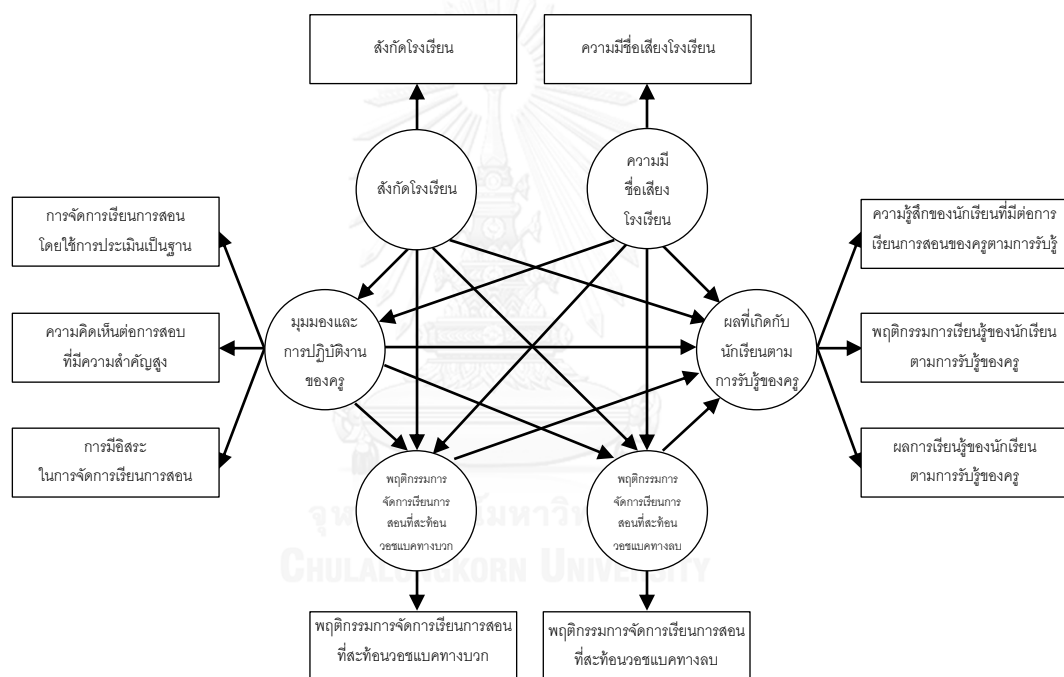 สังกัดโรงเรียน
ความมีชื่อเสียงโรงเรียน
สังกัดโรงเรียน
ความมี
ชื่อเสียง
โรงเรียน
การจัดการเรียนการสอน
โดยใช้การประเมินเป็นฐาน
ความรู้สึกของนักเรียนที่มีต่อการ
เรียนการสอนของครูตามการรับรู้
ความคิดเห็นต่อการสอบ
ที่มีความสำคัญสูง
มุมมองและ
การปฏิบัติงาน
ของครู
ผลที่เกิดกับ
นักเรียนตาม
การรับรู้ของครู
พฤติกรรมการเรียนรู้ของนักเรียน
ตามการรับรู้ของครู
การมีอิสระ
ในการจัดการเรียนการสอน
ผลการเรียนรู้ของนักเรียน
ตามการรับรู้ของครู
พฤติกรรมการ
จัดการเรียนการ
สอนที่สะท้อน
วอชแบคทางบวก
พฤติกรรมการ
จัดการเรียนการ
สอนที่สะท้อน
วอชแบคทางลบ
CHULALONGKORN UNIVERSITY
พฤติกรรมการจัดการเรียนการสอน
ที่สะท้อนวอชแบคทางบวก
พฤติกรรมการจัดการเรียนการสอน
ที่สะท้อนวอชแบคทางลบ